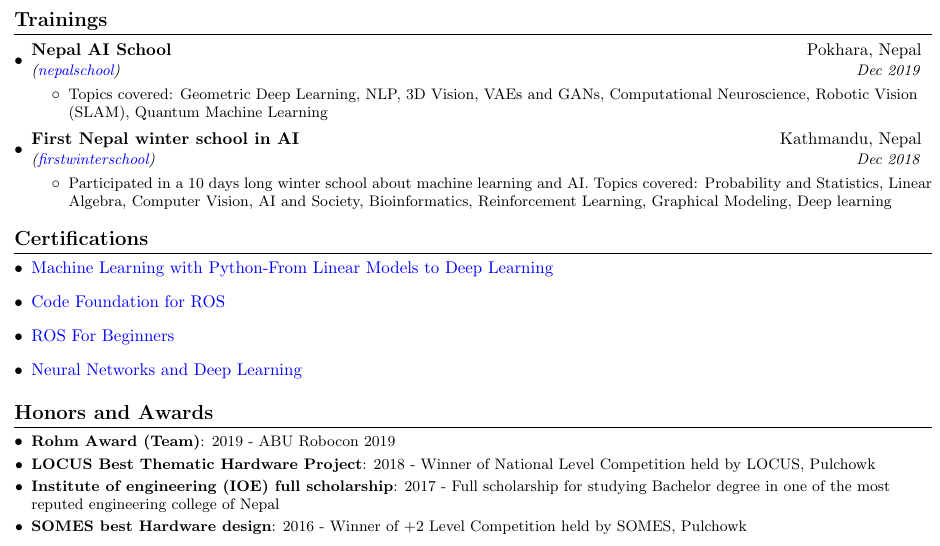 Trainings
• Nepal AI School Pokhara, Nepal
(nepalschool) Dec 2019
◦ Topics covered: Geometric Deep Learning, NLP, 3D Vision, VAEs and GANs, Computational Neuroscience, Robotic Vision
(SLAM), Quantum Machine Learning
• First Nepal winter school in AI Kathmandu, Nepal
(firstwinterschool) Dec 2018
◦ Participated in a 10 days long winter school about machine learning and AI. Topics covered: Probability and Statistics, Linear
Algebra, Computer Vision, AI and Society, Bioinformatics, Reinforcement Learning, Graphical Modeling, Deep learning
Certifications
• Machine Learning with Python-From Linear Models to Deep Learning
• Code Foundation for ROS
• ROS For Beginners
• Neural Networks and Deep Learning
Honors and Awards
• Rohm Award (Team): 2019 - ABU Robocon 2019
• LOCUS Best Thematic Hardware Project: 2018 - Winner of National Level Competition held by LOCUS, Pulchowk
• Institute of engineering (IOE) full scholarship: 2017 - Full scholarship for studying Bachelor degree in one of the most
reputed engineering college of Nepal
• SOMES best Hardware design: 2016 - Winner of +2 Level Competition held by SOMES, Pulchowk